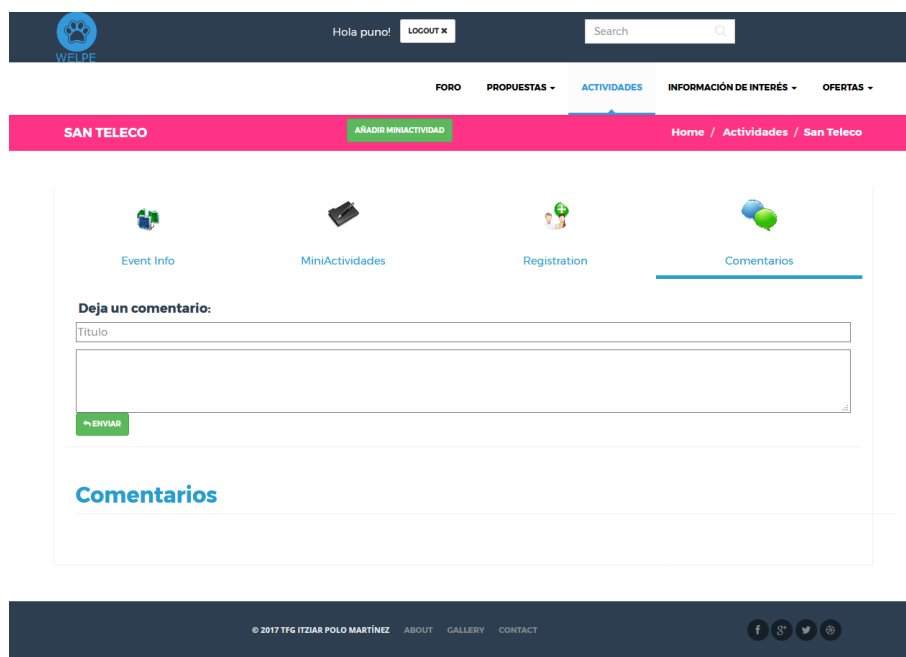 Hola puno! LOGOUT ✖ Search
WELPE
FORO PROPUESTAS ACTIVIDADES INFORMACIÓN DE INTERÉS OFERTAS
SAN TELECO AÑADIR MINIACTIVIDAD Home / Actividades / San Teleco
Event Info MiniActividades Registration Comentarios
Deja un comentario:
Título
ENVIAR
Comentarios
© 2017 TFG ITZIAR POLO MARTÍNEZ ABOUT GALLERY CONTACT